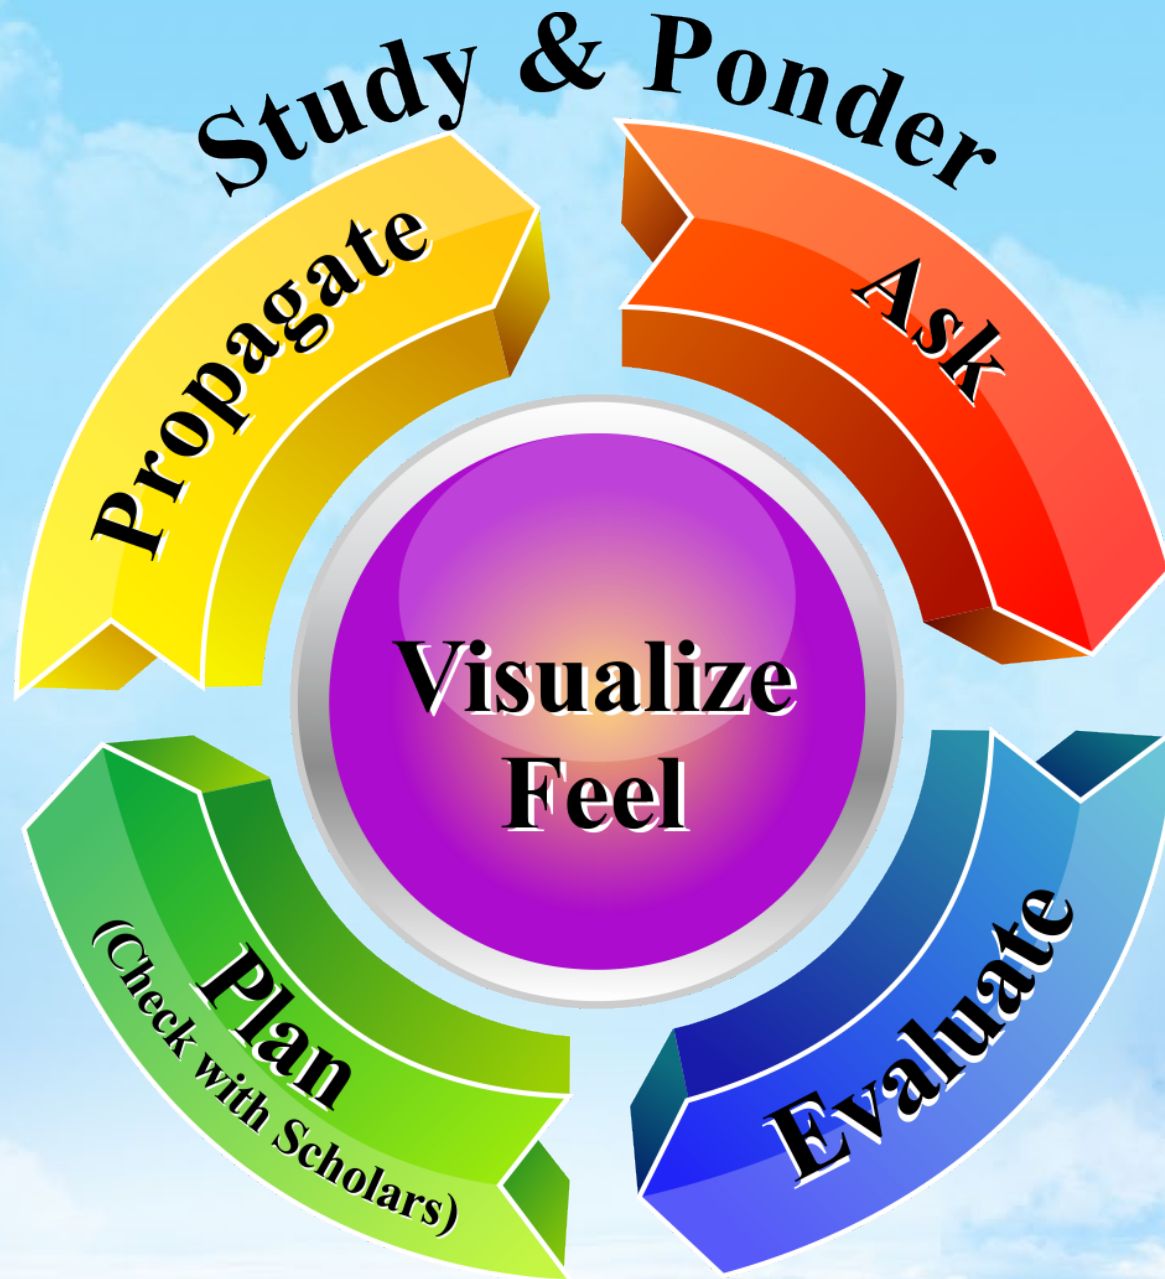 Study & Ponder
Propagate
Ask
Visualize
Feel
Plan
(Check with Scholars)
Evaluate